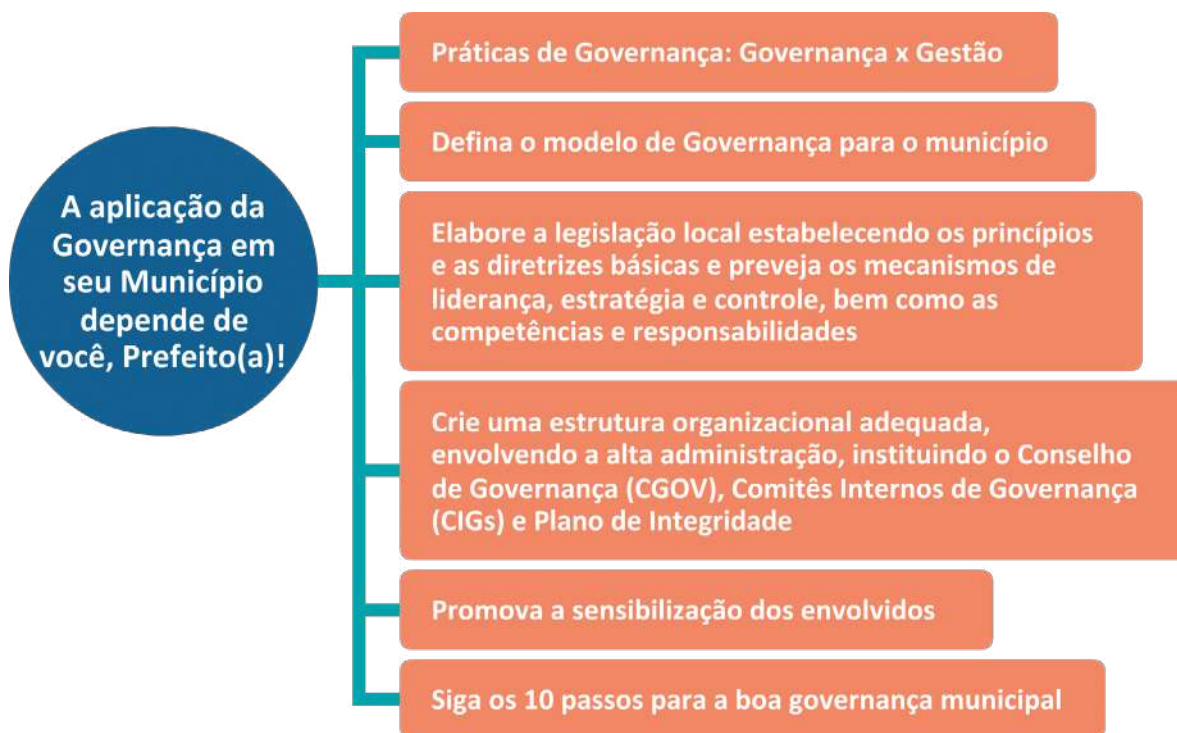 A aplicação da
Governança em
seu Município
depende de
você, Prefeito(a)!
Práticas de Governança: Governança x Gestão
Defina o modelo de Governança para o município
Elabore a legislação local estabelecendo os princípios
e as diretrizes básicas e preveja os mecanismos de
liderança, estratégia e controle, bem como as
competências e responsabilidades
Crie uma estrutura organizacional adequada,
envolvendo a alta administração, instituindo o Conselho
de Governança (CGOV), Comitês Internos de Governança
(CIGs) e Plano de Integridade
Promova a sensibilização dos envolvidos
Siga os 10 passos para a boa governança municipal